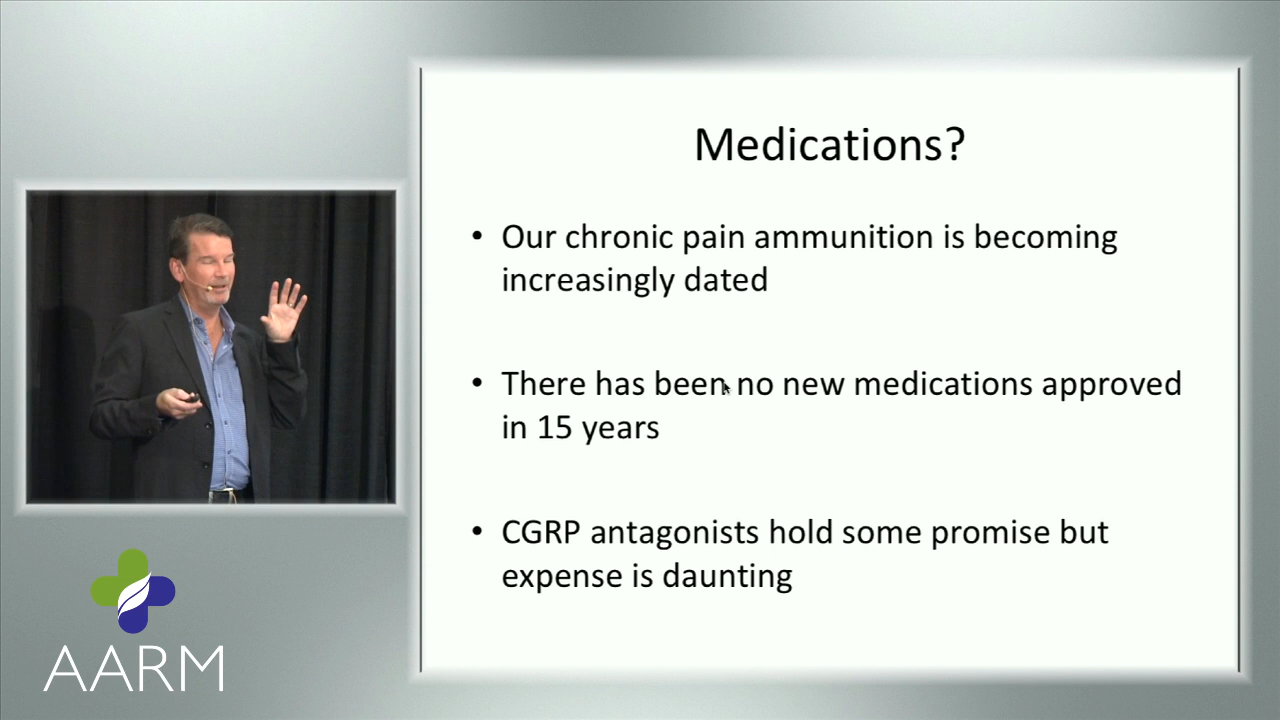 Medications?
• Our chronic pain ammunition is becoming
increasingly dated
• There has been no new medications approved
in 15 years
• CGRP antagonists hold some promise but
expense is daunting
AARM